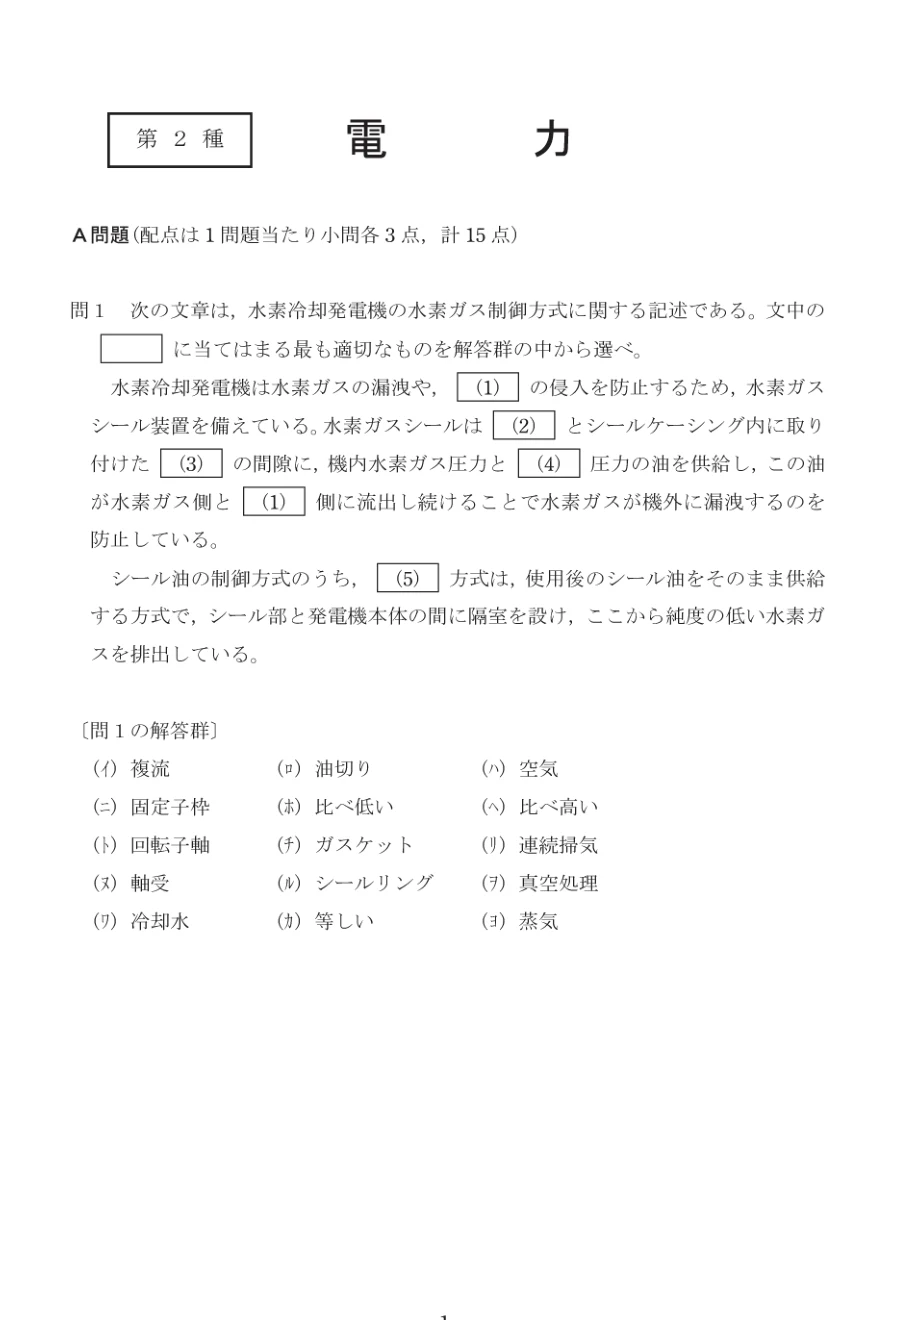 第 2 種
電 力
A問題(配点は1問題当たり小問各3点，計15点)
問1 次の文章は，水素冷却発電機の水素ガス制御方式に関する記述である。文中の
に当てはまる最も適切なものを解答群の中から選べ。
水素冷却発電機は水素ガスの漏洩や， (1) の侵入を防止するため，水素ガス
シール装置を備えている。水素ガスシールは (2) とシールケーシング内に取り
付けた (3) の間隙に，機内水素ガス圧力と (4) 圧力の油を供給し，この油
が水素ガス側と (1) 側に流出し続けることで水素ガスが機外に漏洩するのを
防止している。
シール油の制御方式のうち， (5) 方式は，使用後のシール油をそのまま供給
する方式で，シール部と発電機本体の間に隔室を設け，ここから純度の低い水素ガ
スを排出している。
〔問1の解答群〕
(ｲ) 複流 (ﾛ) 油切り (ﾊ) 空気
(ﾆ) 固定子枠 (ﾎ) 比べ低い (ﾍ) 比べ高い
(ﾄ) 回転子軸 (ﾁ) ガスケット (ﾘ) 連続掃気
(ﾇ) 軸受 (ﾙ) シールリング (ｦ) 真空処理
(ﾜ) 冷却水 (ｶ) 等しい (ﾖ) 蒸気
1